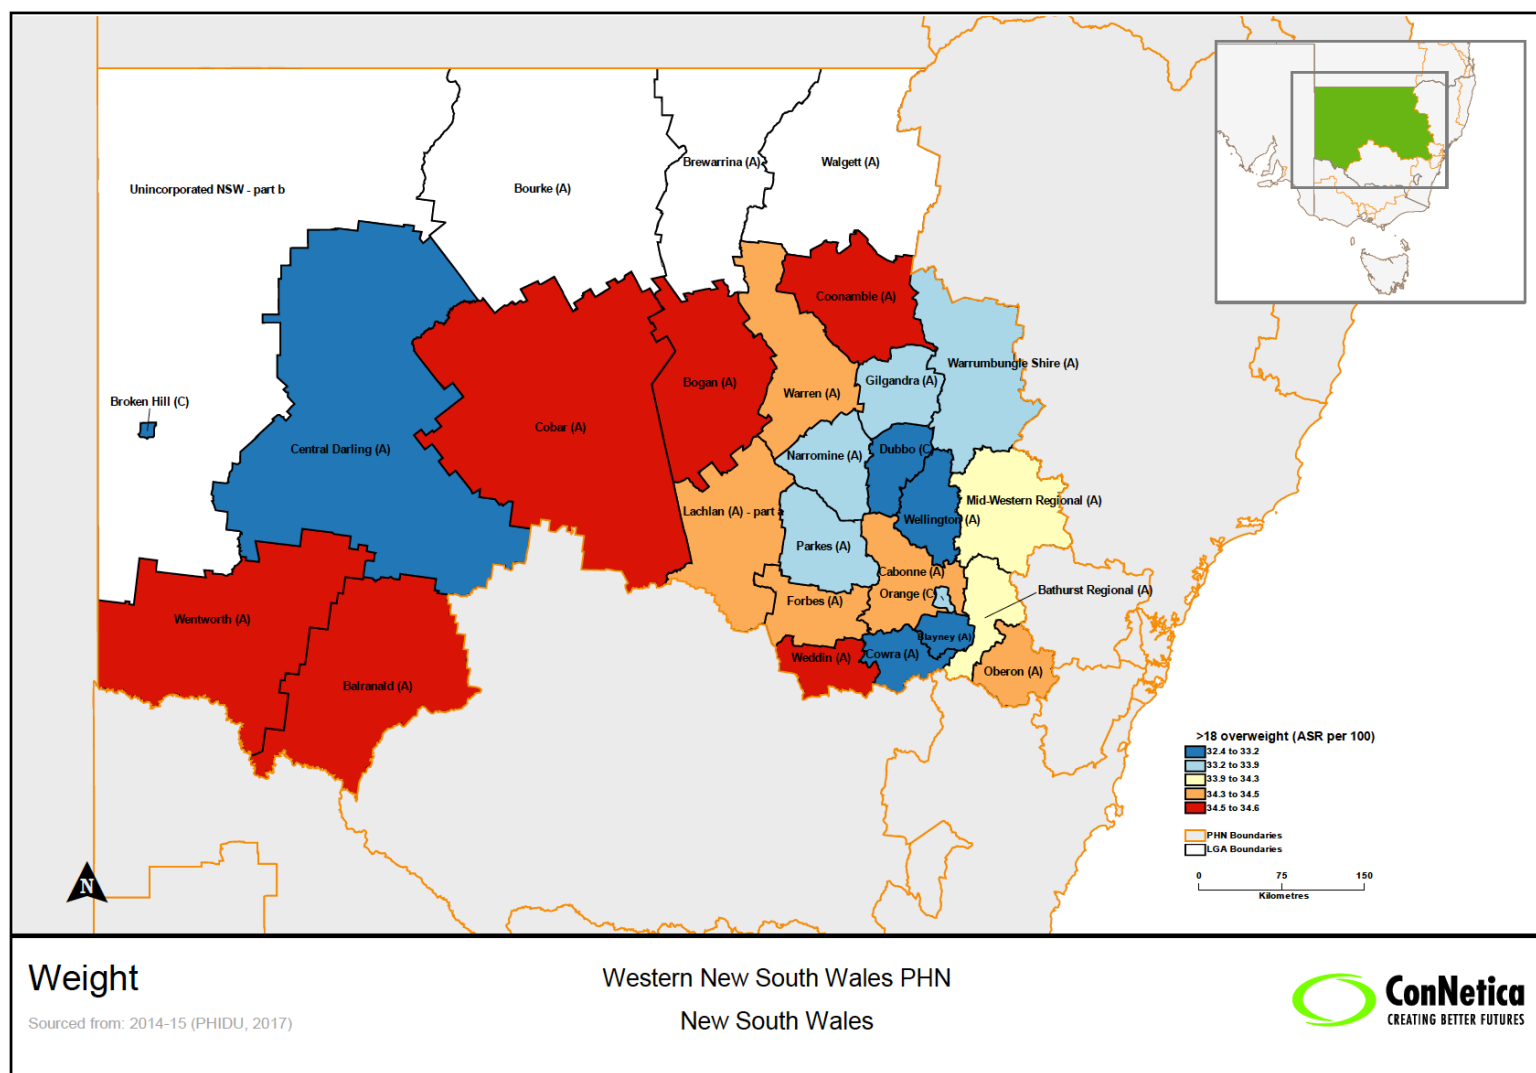 Unincorporated NSW - part b
Bourke (A)
Brewarrina (A)
Walgett (A)
Coonamble (A)
Broken Hill (C)
Central Darling (A)
Cobar (A)
Bogan (A)
Warren (A)
Gilgandra (A)
Warrumbungle Shire (A)
Narromine (A)
Dubbo (C)
Lachlan (A) - part a
Wellington (A)
Mid-Western Regional (A)
Parkes (A)
Cabonne (A)
Wentworth (A)
Forbes (A)
Orange (C)
Bathurst Regional (A)
Balranald (A)
Weddin (A)
Cowra (A)
Blayney (A)
Oberon (A)
>18 overweight (ASR per 100)
32.4 to 33.2
33.2 to 33.9
33.9 to 34.3
34.3 to 34.5
34.5 to 34.6
PHN Boundaries
LGA Boundaries
0 75 150
Kilometres
N
Weight
Sourced from: 2014-15 (PHIDU, 2017)
Western New South Wales PHN
New South Wales
ConNetica
CREATING BETTER FUTURES